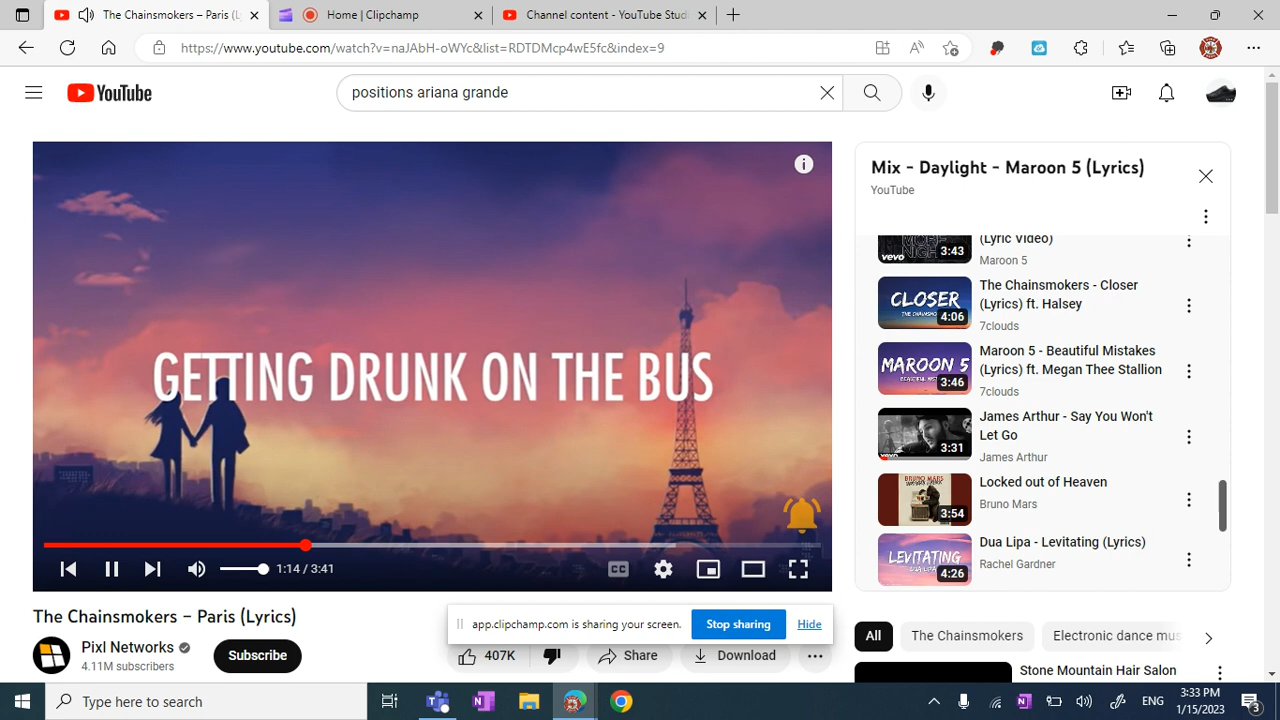 The Chainsmokers – Paris (L
Home | Clipchamp
Channel content - YouTube Studi
https://www.youtube.com/watch?v=naJAbH-oWYc&list=RDTDMcp4wE5fc&index=9
YouTube
positions ariana grande
GETTING DRUNK ON THE BUS
1:14 / 3:41
CC
Mix - Daylight - Maroon 5 (Lyrics)
YouTube
(Lyric Video)
Maroon 5
vevo
3:43
The Chainsmokers - Closer
(Lyrics) ft. Halsey
7clouds
CLOSER
4:06
Maroon 5 - Beautiful Mistakes
(Lyrics) ft. Megan Thee Stallion
7clouds
MAROON 5
3:46
James Arthur - Say You Won't
Let Go
James Arthur
3:31
Locked out of Heaven
Bruno Mars
BRUNO MARS
3:54
Dua Lipa - Levitating (Lyrics)
Rachel Gardner
LEVITATING
4:26
The Chainsmokers – Paris (Lyrics)
app.clipchamp.com is sharing your screen.
Stop sharing
Hide
Pixl Networks
4.11M subscribers
Subscribe
407K
Share
Download
All
The Chainsmokers
Electronic dance mus
Stone Mountain Hair Salon
Type here to search
ENG
3:33 PM
1/15/2023
3